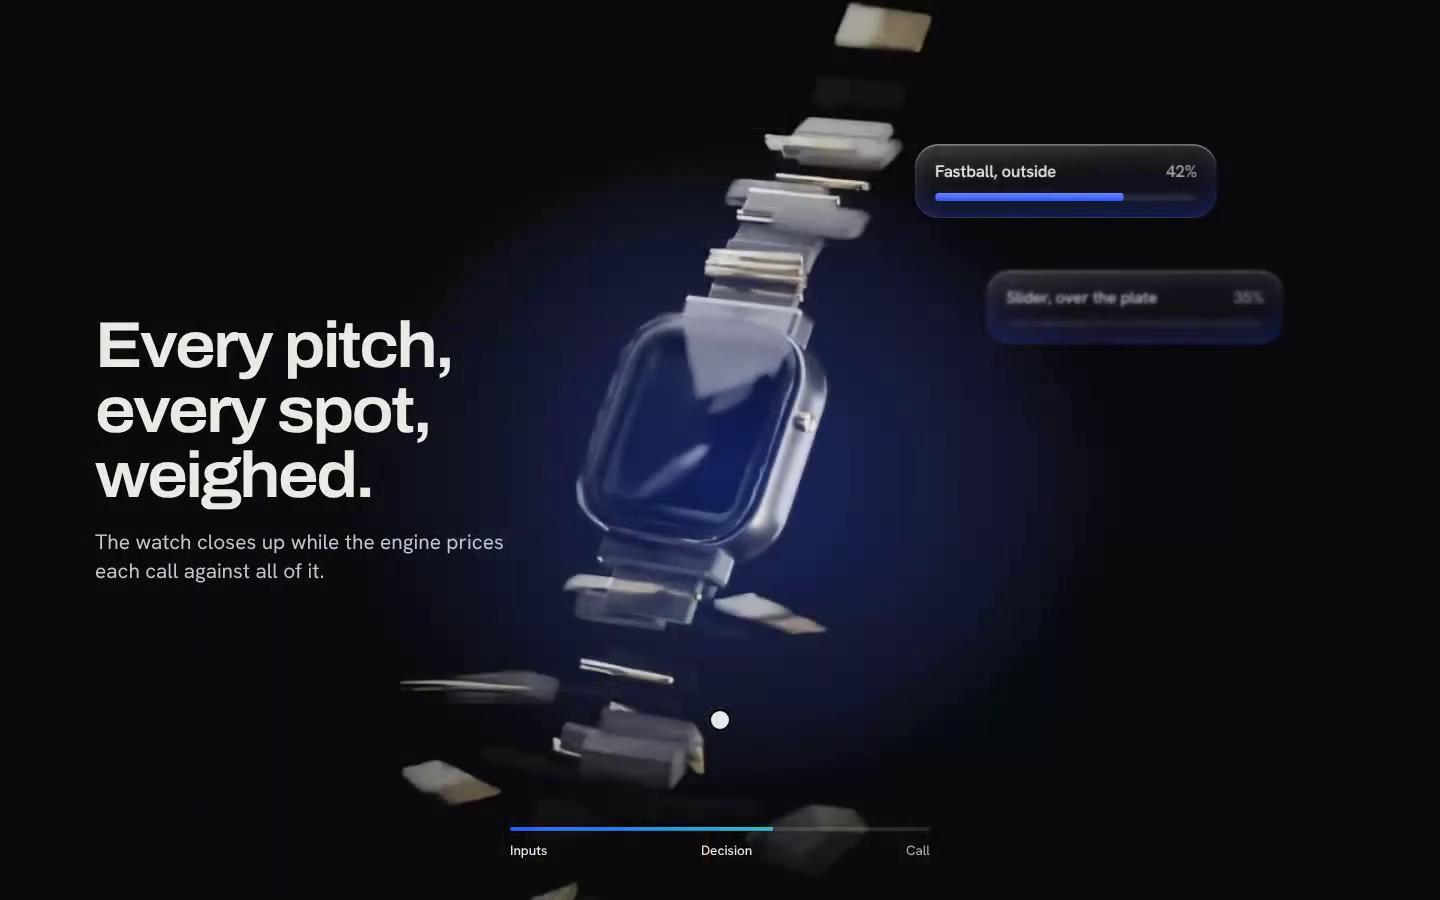 Every pitch,
every spot,
weighed.
The watch closes up while the engine prices
each call against all of it.
Fastball, outside 42%
Slider, over the plate 35%
Inputs Decision Call